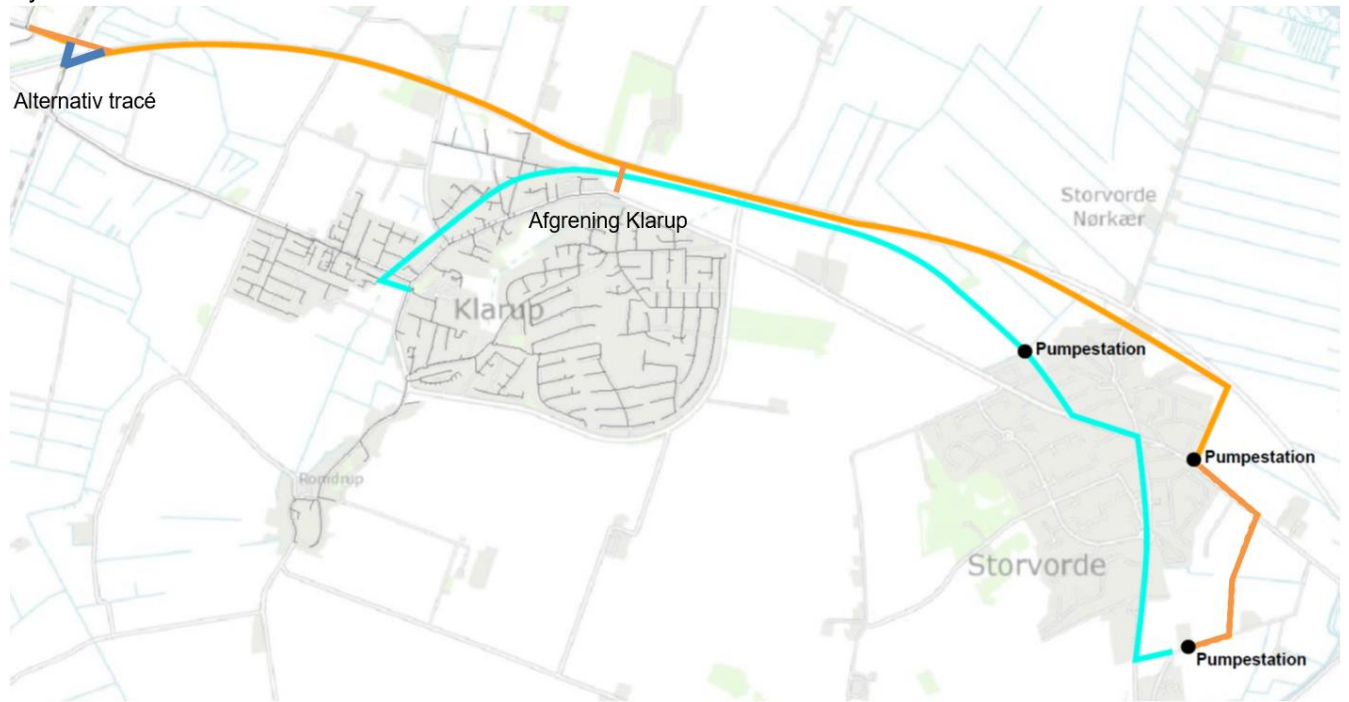 Alternativ tracé
Storvorde
Nørkær
Afgrening Klarup
Klarup
Pumpestation
Pumpestation
Romdrup
Storvorde
Pumpestation